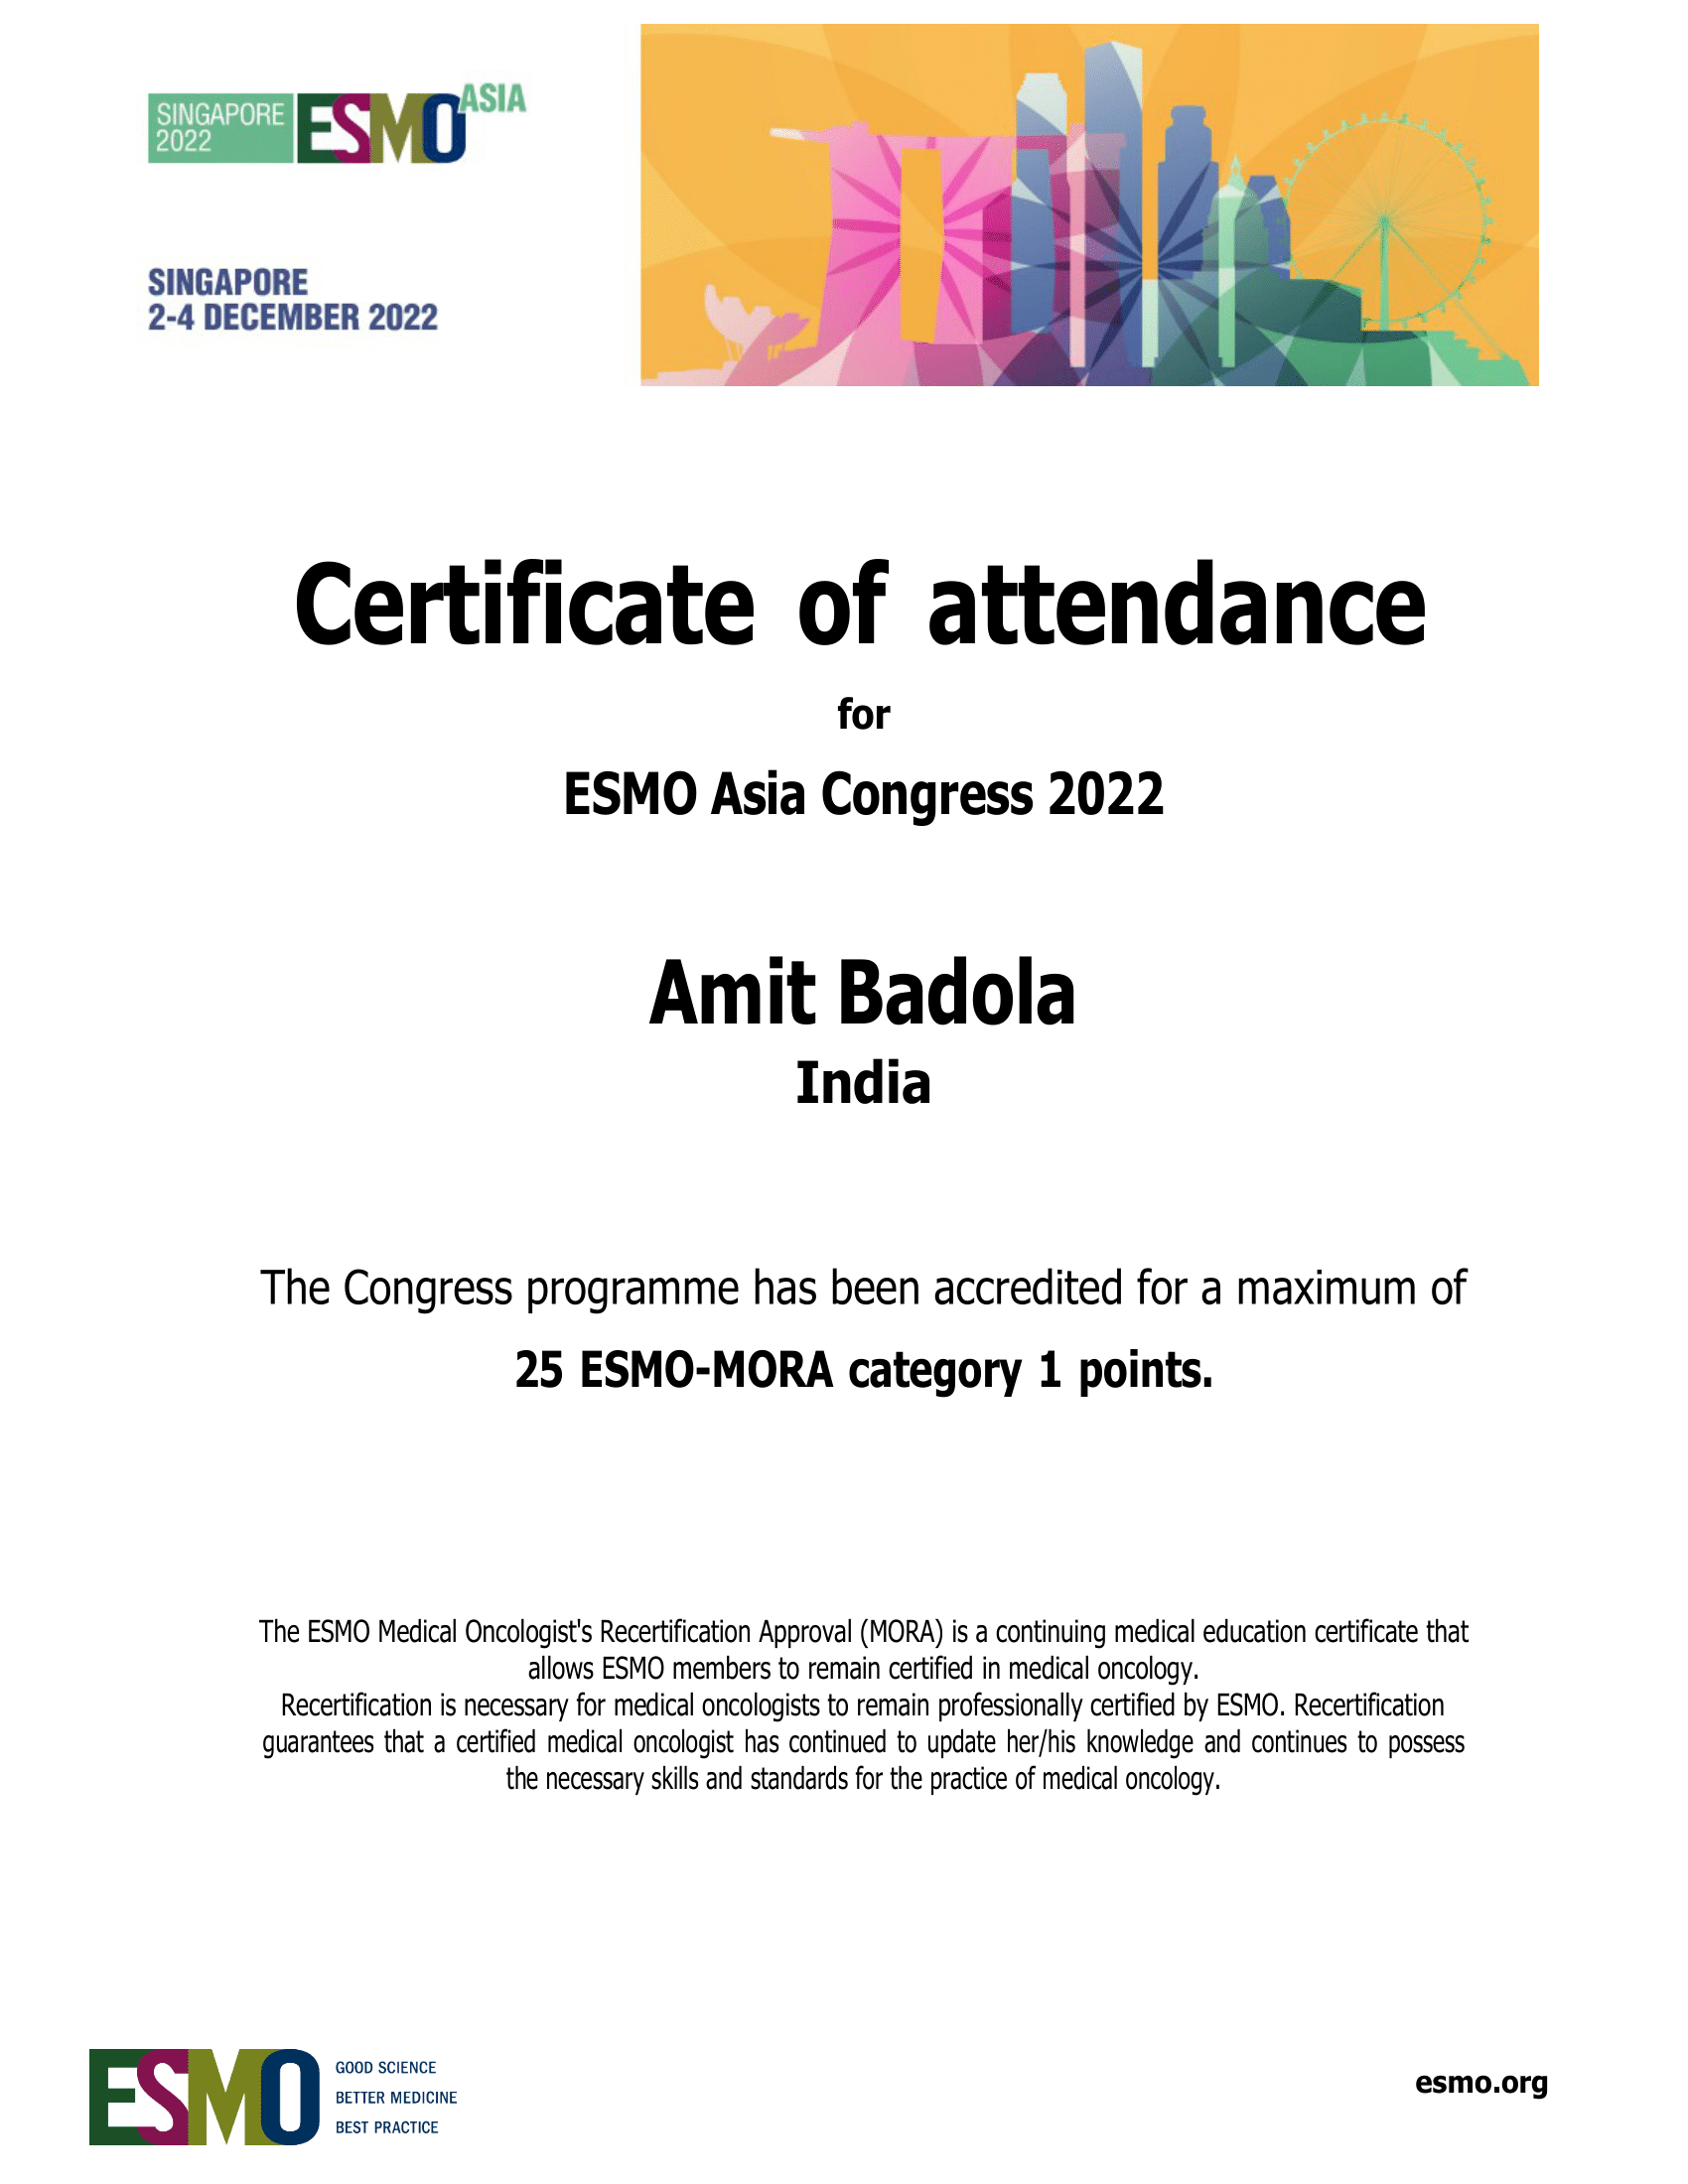 SINGAPORE
2022
ESMO ASIA
SINGAPORE
2-4 DECEMBER 2022
Certificate of attendance
for
ESMO Asia Congress 2022
Amit Badola
India
The Congress programme has been accredited for a maximum of
25 ESMO-MORA category 1 points.
The ESMO Medical Oncologist's Recertification Approval (MORA) is a continuing medical education certificate that
allows ESMO members to remain certified in medical oncology.
Recertification is necessary for medical oncologists to remain professionally certified by ESMO. Recertification
guarantees that a certified medical oncologist has continued to update her/his knowledge and continues to possess
the necessary skills and standards for the practice of medical oncology.
ESMO
GOOD SCIENCE
BETTER MEDICINE
BEST PRACTICE
esmo.org